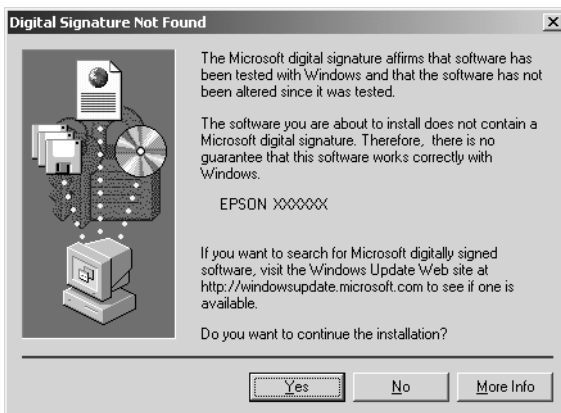 Digital Signature Not Found
The Microsoft digital signature affirms that software has
been tested with Windows and that the software has not
been altered since it was tested.
The software you are about to install does not contain a
Microsoft digital signature. Therefore, there is no
guarantee that this software works correctly with
Windows.
EPSON XXXXXX
If you want to search for Microsoft digitally signed
software, visit the Windows Update Web site at
http://windowsupdate.microsoft.com to see if one is
available.
Do you want to continue the installation?
Yes No More Info